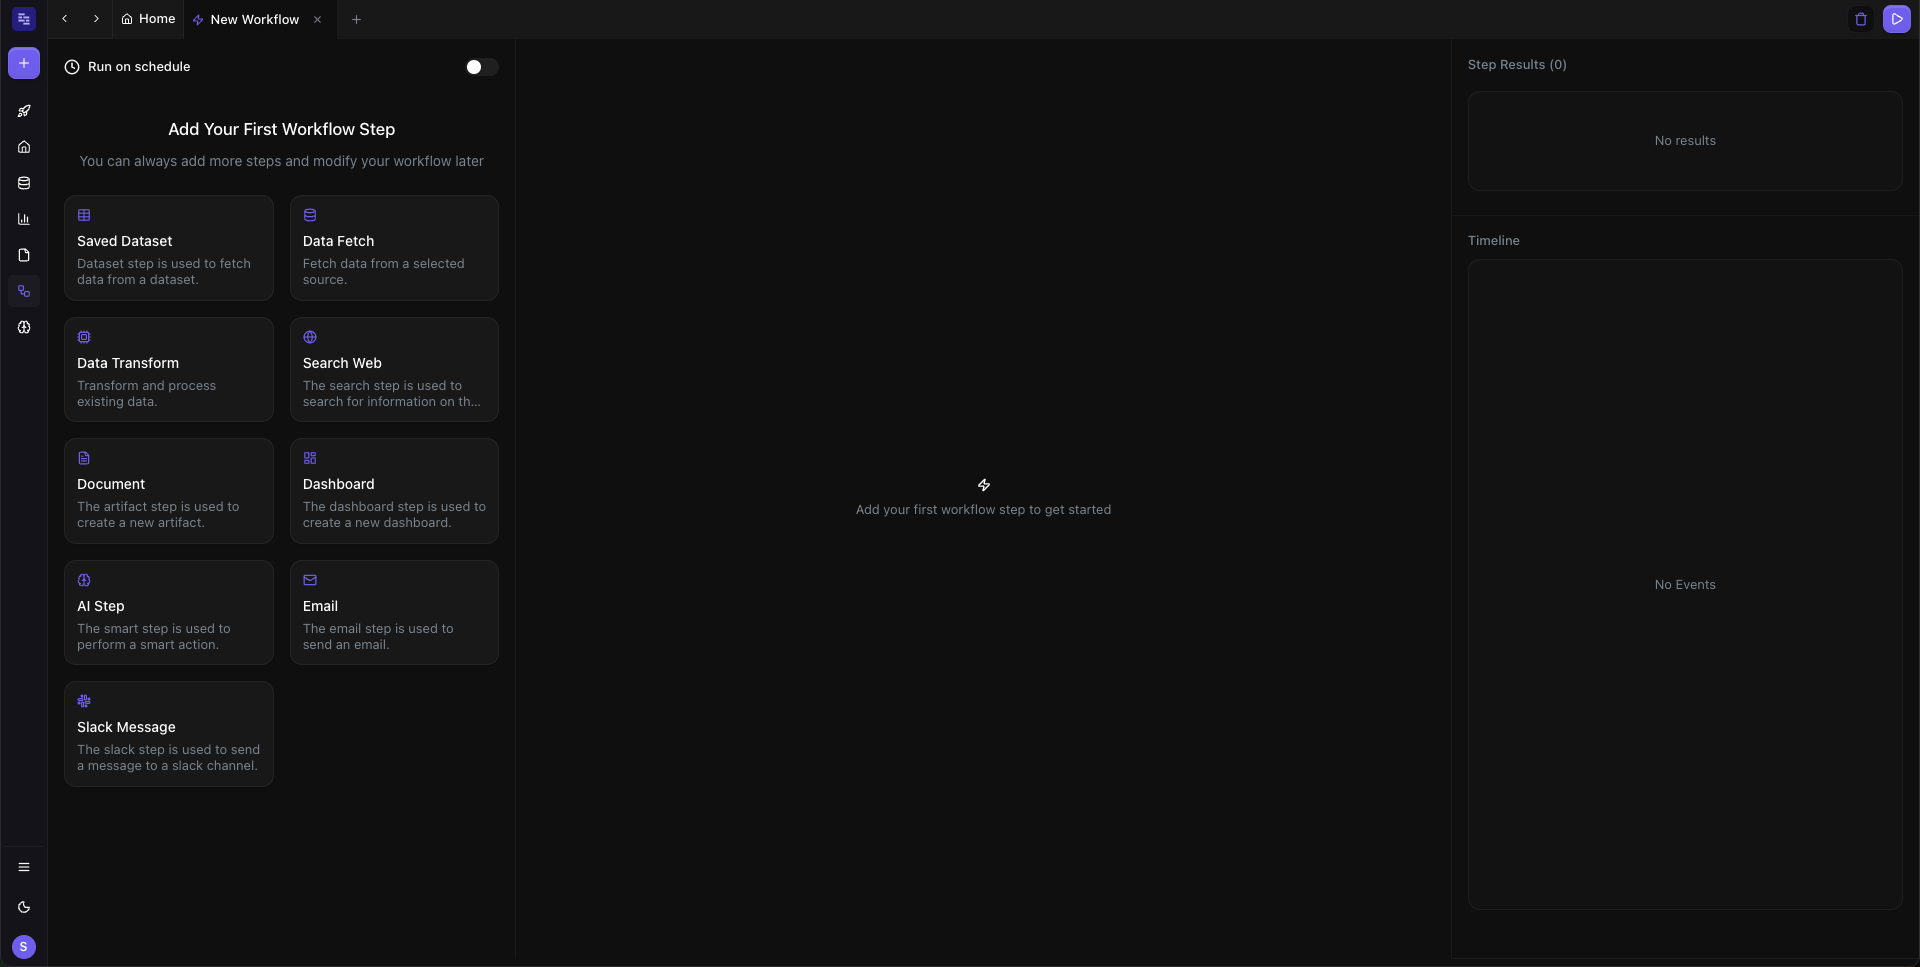 Home
New Workflow
Run on schedule
Add Your First Workflow Step
You can always add more steps and modify your workflow later
Saved Dataset
Dataset step is used to fetch
data from a dataset.
Data Fetch
Fetch data from a selected
source.
Data Transform
Transform and process
existing data.
Search Web
The search step is used to
search for information on th...
Document
The artifact step is used to
create a new artifact.
Dashboard
The dashboard step is used to
create a new dashboard.
AI Step
The smart step is used to
perform a smart action.
Email
The email step is used to
send an email.
Slack Message
The slack step is used to send
a message to a slack channel.
S
Add your first workflow step to get started
Step Results (0)
No results
Timeline
No Events